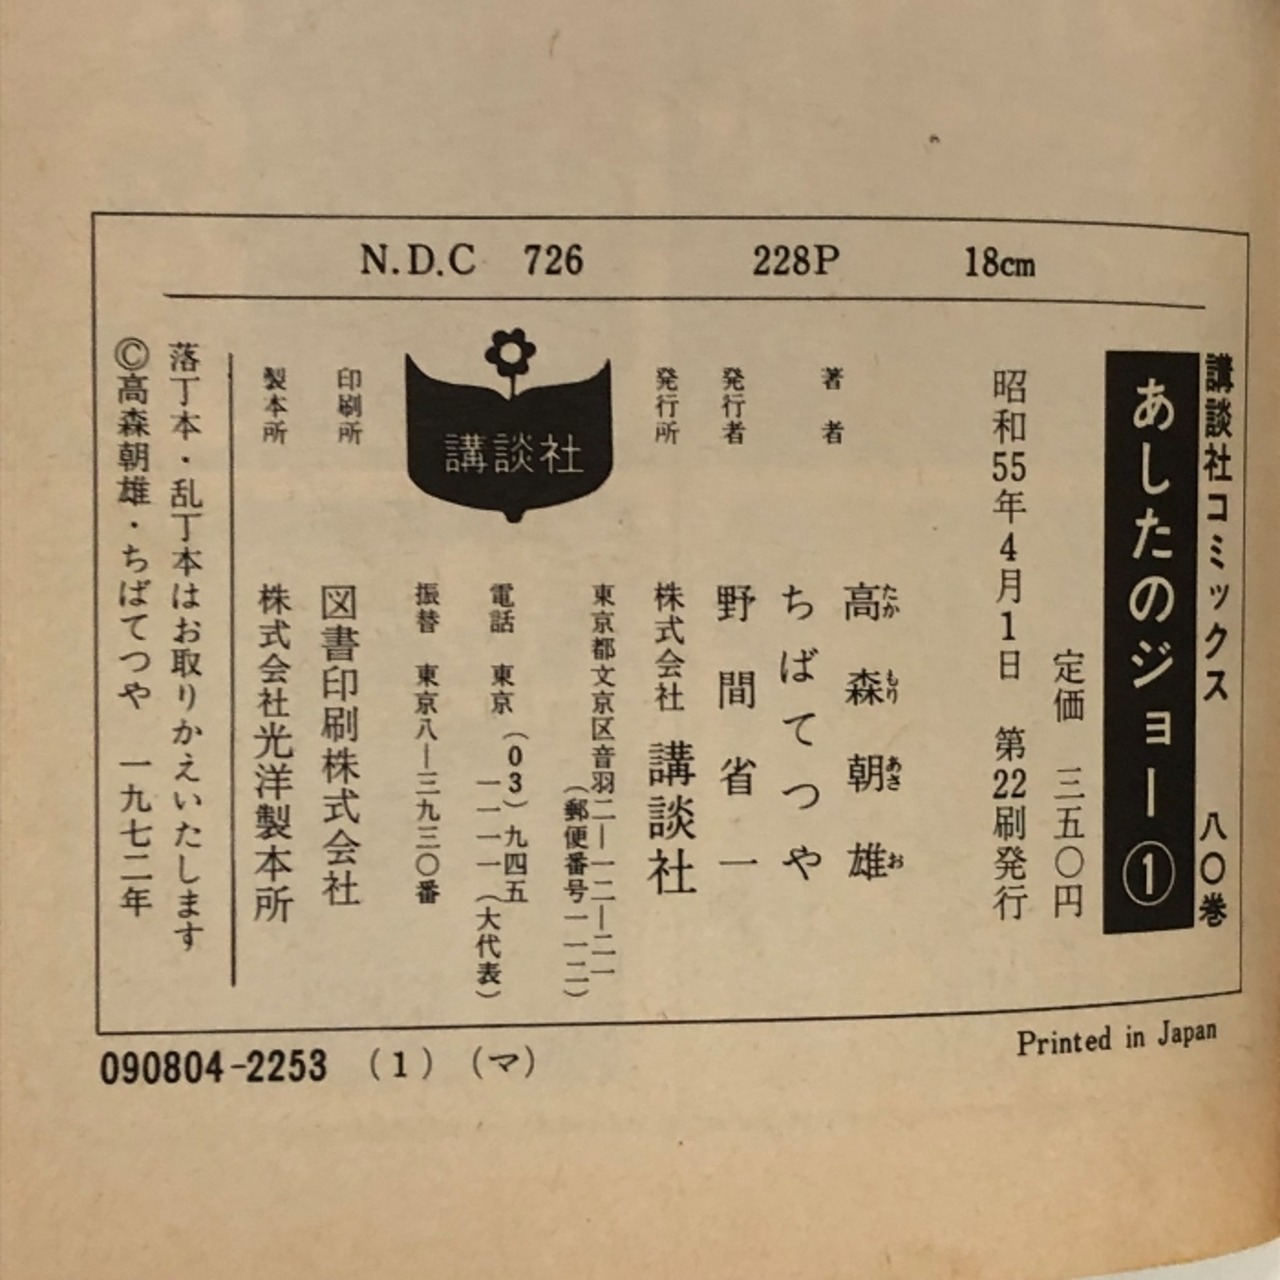 N.D.C 726 228P 18cm
講談社コミックス 八〇巻
あしたのジョー①
定価 三五〇円
昭和55年4月1日 第22刷発行
著者
高森朝雄
たか もり あさ お
ちばてつや
発行者 野間省一
発行所 株式会社 講談社
東京都文京区音羽二―一二―二一
(郵便番号一一二)
電話 東京(03)九四五
一一一一(大代表)
振替 東京八―三九三〇番
講談社
印刷所 図書印刷株式会社
製本所 株式会社光洋製本所
落丁本・乱丁本はお取りかえいたします
©高森朝雄・ちばてつや 一九七二年
090804-2253 (1) (マ)
Printed in Japan